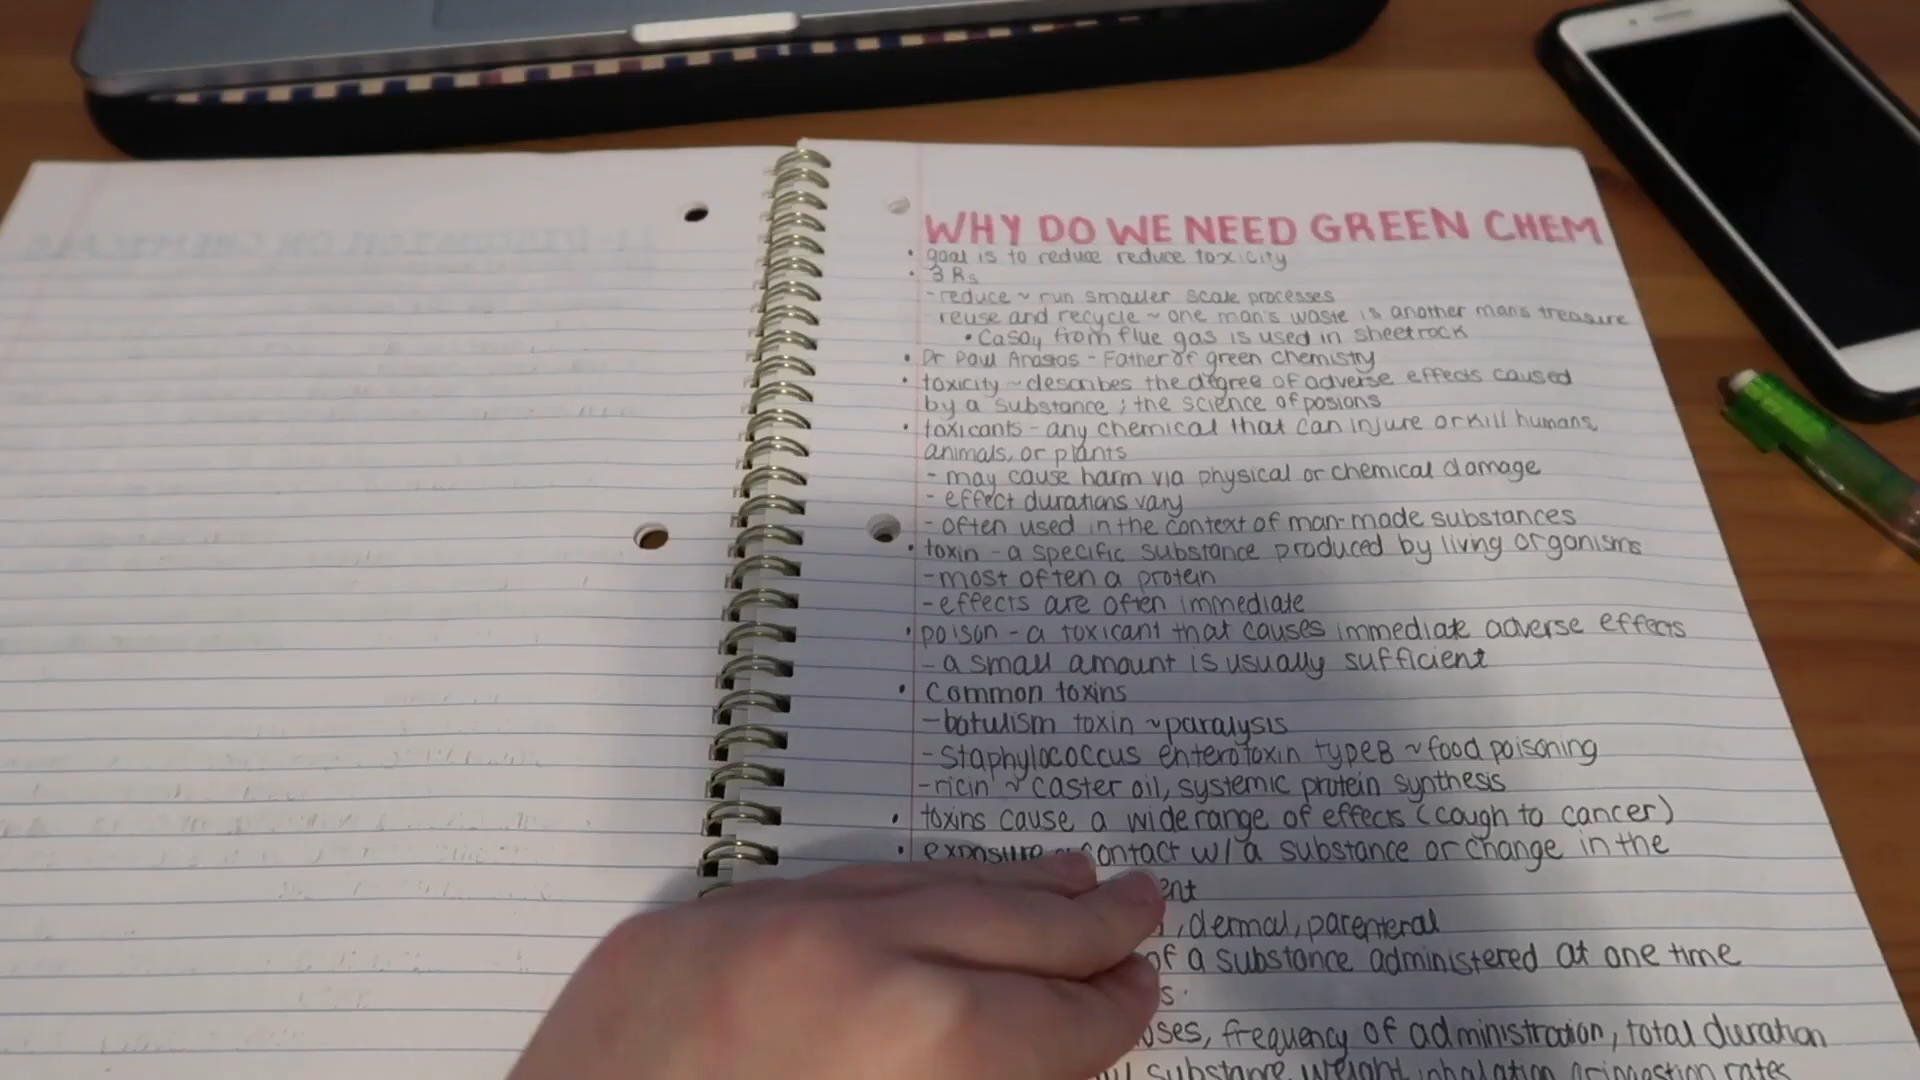 WHY DO WE NEED GREEN CHEM
• goal is to reduce reduce toxicity
• 3 Rs
- reduce ~ run smaller scale processes
reuse and recycle ~ one man's waste is another mans treasure
• CaSO4 from flue gas is used in sheetrock
• Dr Paul Anastas - Father of green chemistry
• toxicity ~ describes the degree of adverse effects caused
by a substance ; the science of posions
• toxicants - any chemical that can injure or kill humans,
animals, or plants
- may cause harm via physical or chemical damage
- effect durations vary
- often used in the context of man-made substances
• toxin - a specific substance produced by living organisms
- most often a protein
- effects are often immediate
• poison - a toxicant that causes immediate adverse effects
- a small amount is usually sufficient
• Common toxins
- botulism toxin ~ paralysis
- Staphylococcus enterotoxin type B ~ food poisoning
- ricin ~ caster oil, systemic protein synthesis
• toxins cause a wide range of effects (cough to cancer)
• exposure - contact w/ a substance or change in the
, dermal, parenteral
of a substance administered at one time
, frequency of administration, total duration
substance, weight, inhalation or ingestion rates